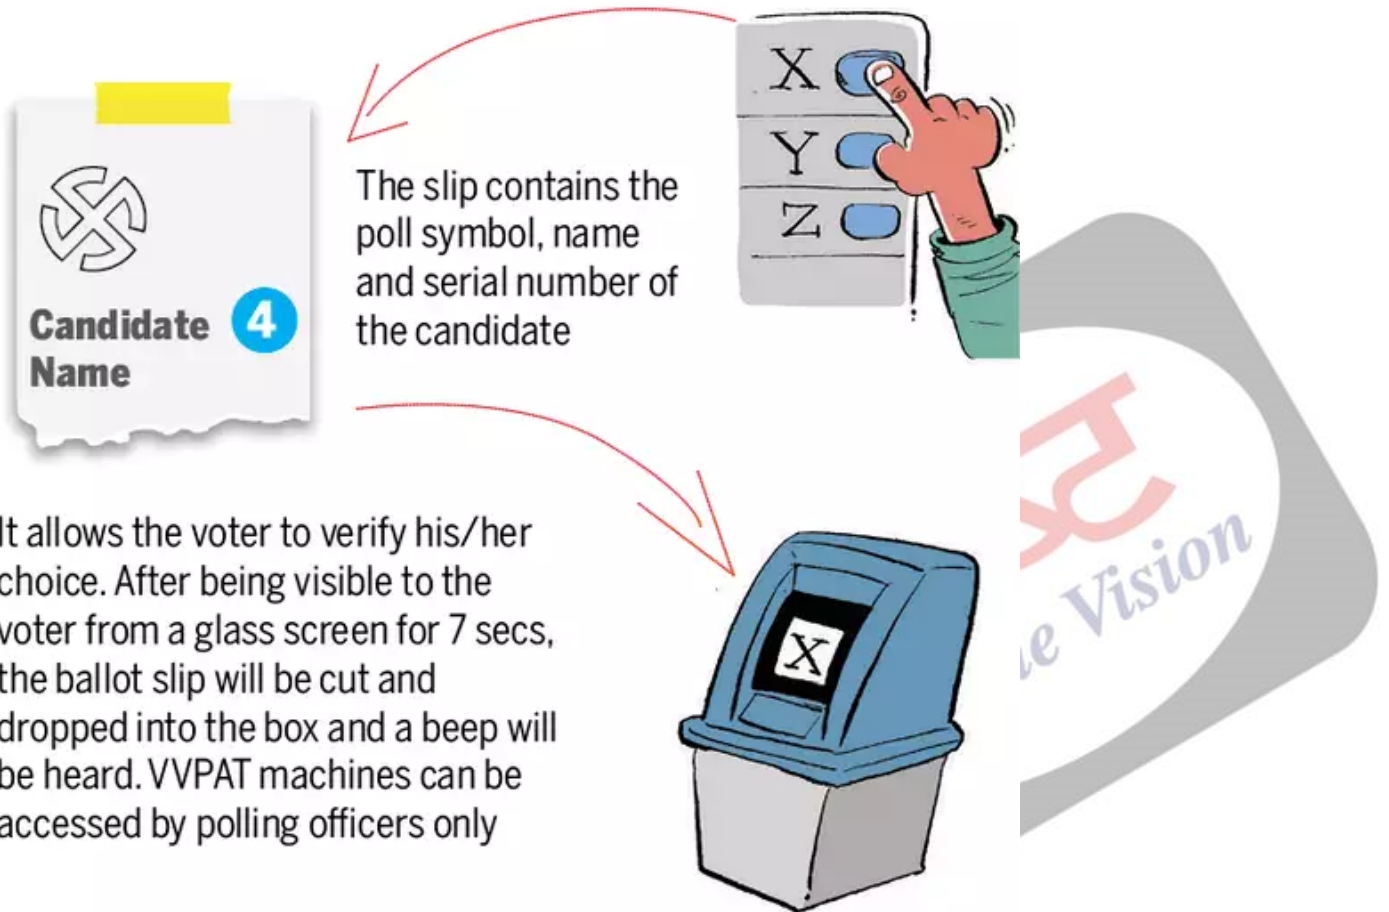 X
Y
Z
The slip contains the
poll symbol, name
and serial number of
the candidate
Candidate 4
Name
It allows the voter to verify his/her
choice. After being visible to the
voter from a glass screen for 7 secs,
the ballot slip will be cut and
dropped into the box and a beep will
be heard. VVPAT machines can be
accessed by polling officers only
X
Vision